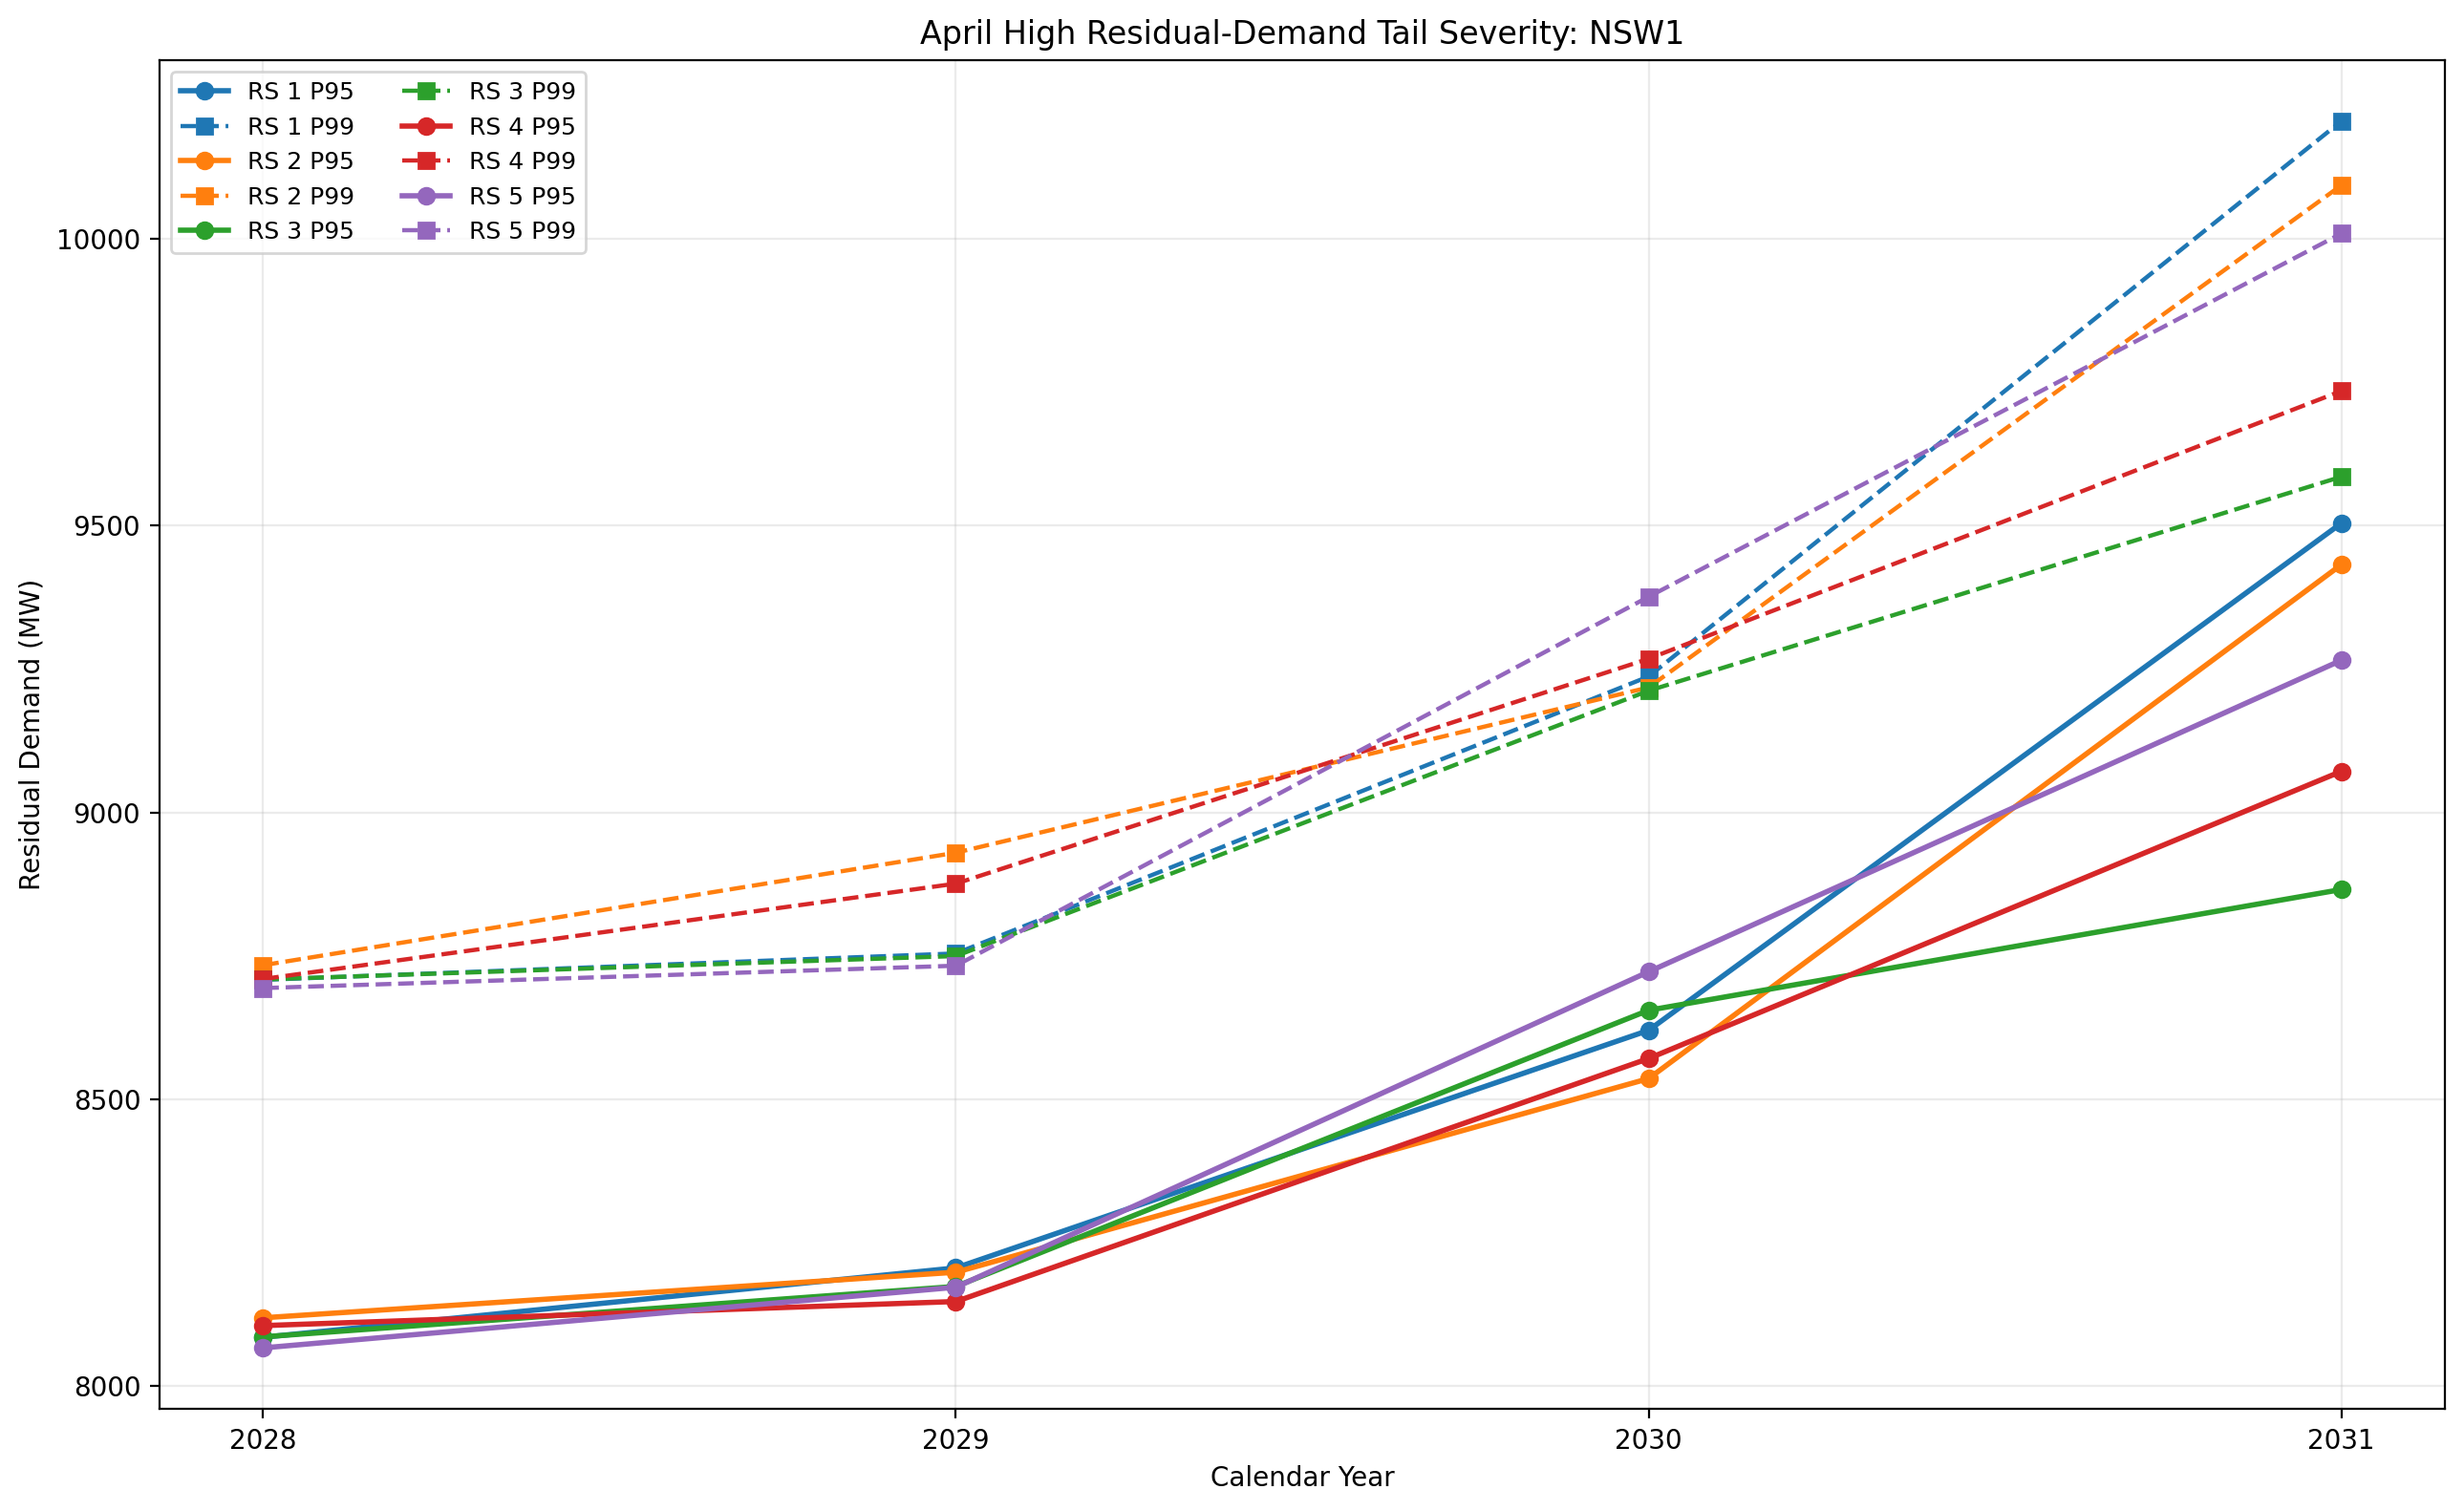 April High Residual-Demand Tail Severity: NSW1
RS 1 P95
RS 1 P99
RS 2 P95
RS 2 P99
RS 3 P95
RS 3 P99
RS 4 P95
RS 4 P99
RS 5 P95
RS 5 P99
Residual Demand (MW)
10000
9500
9000
8500
8000
2028
2029
2030
2031
Calendar Year